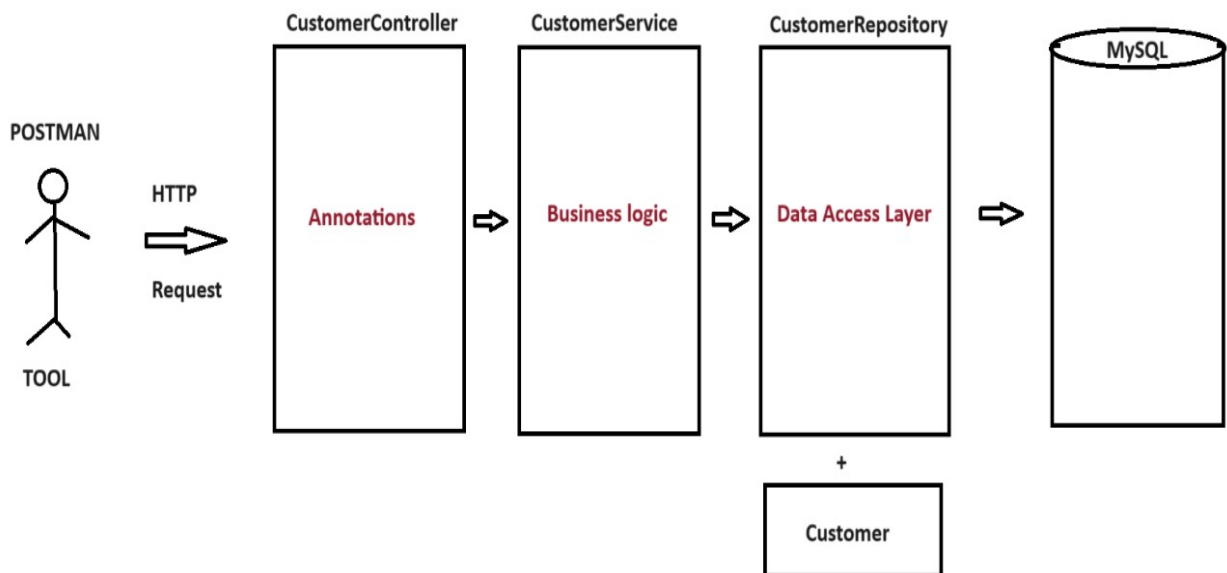 CustomerController
CustomerService
CustomerRepository
MySQL
POSTMAN
HTTP
Request
TOOL
Annotations
Business logic
Data Access Layer
+
Customer